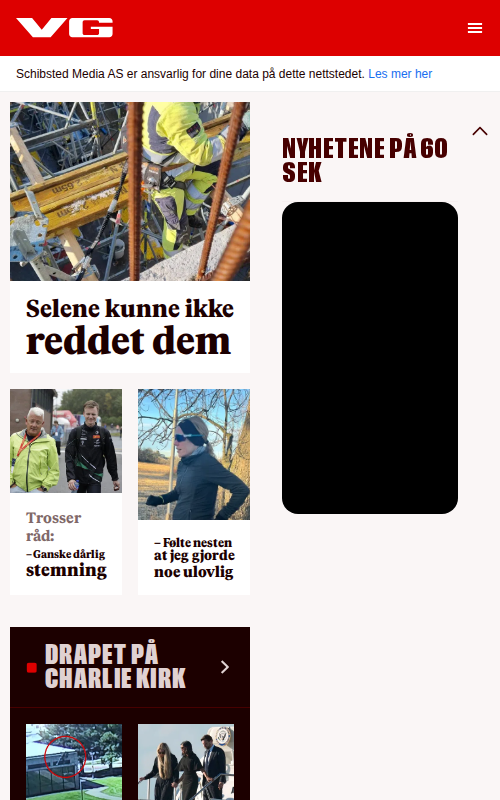 VG
Schibsted Media AS er ansvarlig for dine data på dette nettstedet. Les mer her
Selene kunne ikke
reddet dem
Trosser
råd:
– Ganske dårlig
stemning
– Følte nesten
at jeg gjorde
noe ulovlig
DRAPET PÅ
CHARLIE KIRK
NYHETENE PÅ 60
SEK